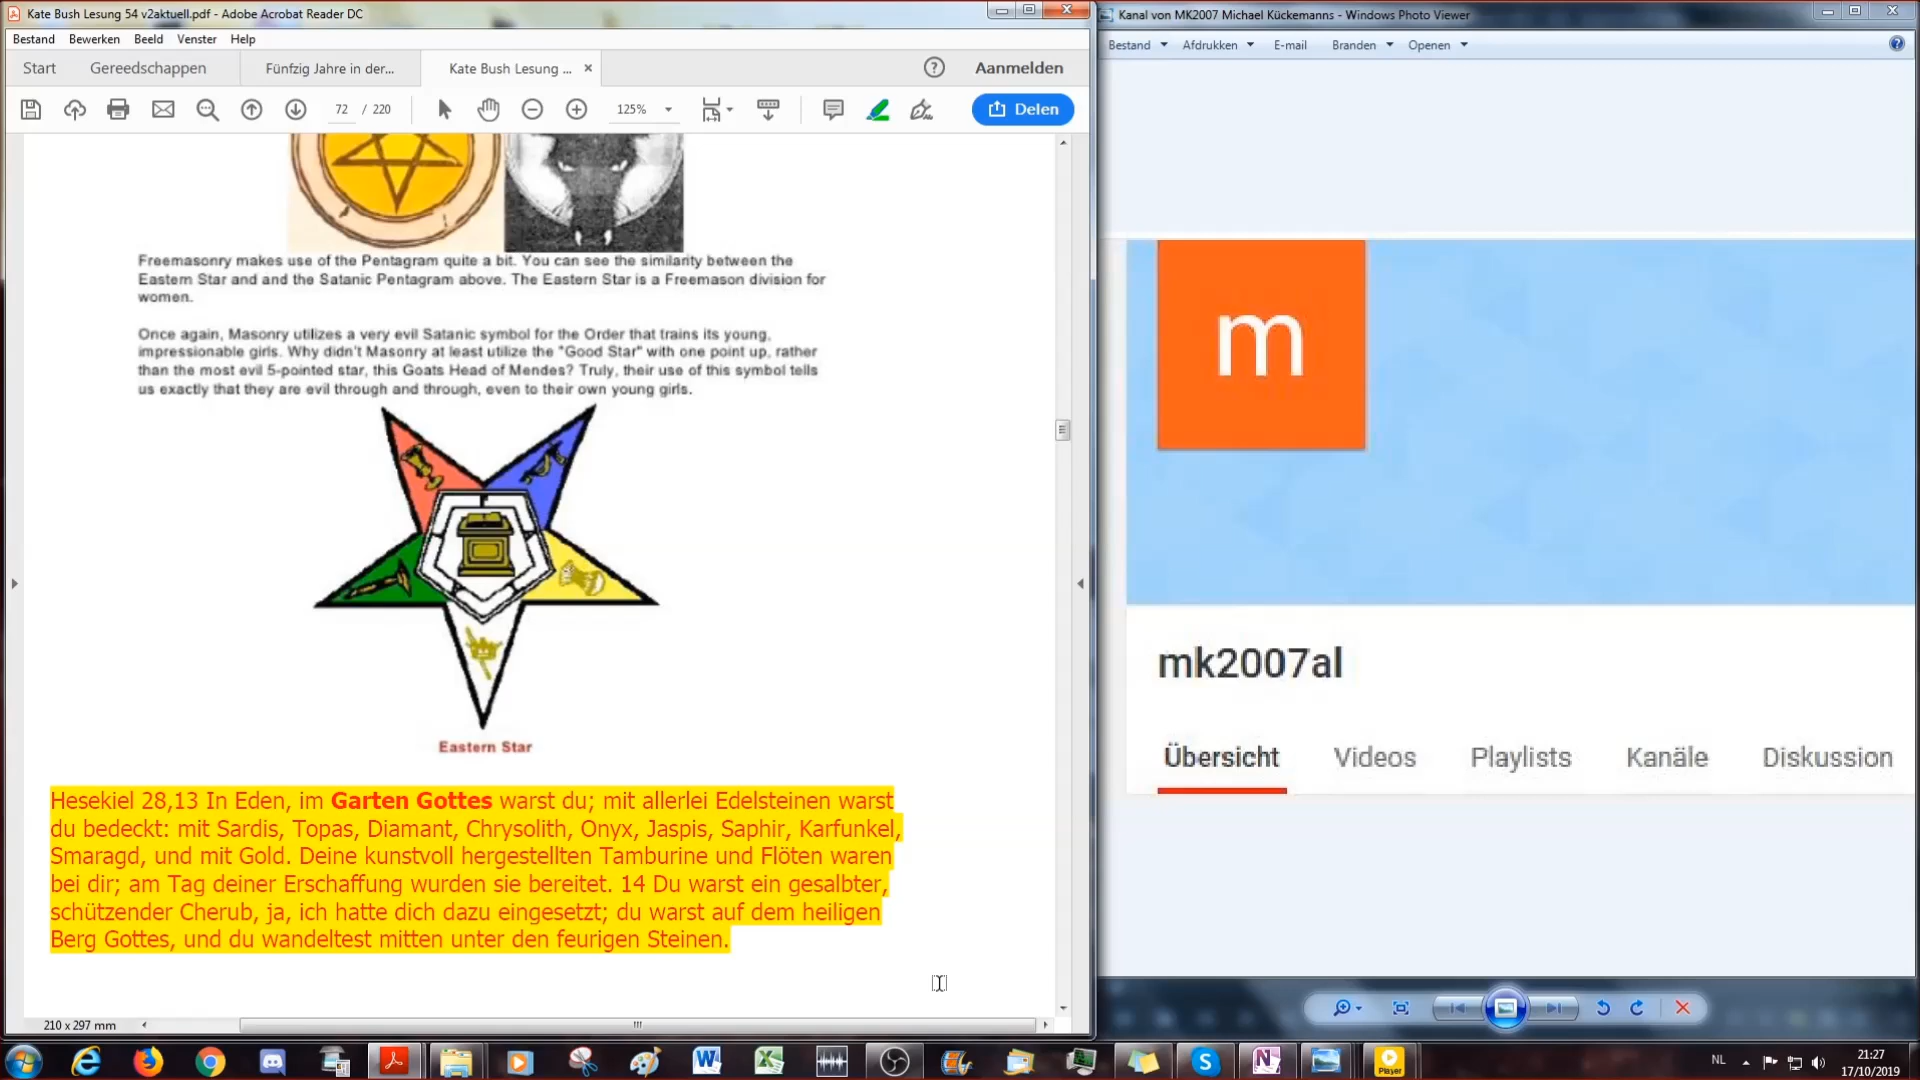 Kate Bush Lesung 54 v2aktuell.pdf - Adobe Acrobat Reader DC
Bestand Bewerken Beeld Venster Help
Start Gereedschappen Fünfzig Jahre in der... Kate Bush Lesung ... × Aanmelden
72 / 220 125% Delen
Freemasonry makes use of the Pentagram quite a bit. You can see the similarity between the
Eastern Star and and the Satanic Pentagram above. The Eastern Star is a Freemason division for
women.
Once again, Masonry utilizes a very evil Satanic symbol for the Order that trains its young,
impressionable girls. Why didn't Masonry at least utilize the "Good Star" with one point up, rather
than the most evil 5-pointed star, this Goats Head of Mendes? Truly, their use of this symbol tells
us exactly that they are evil through and through, even to their own young girls.
Eastern Star
Hesekiel 28,13 In Eden, im Garten Gottes warst du; mit allerlei Edelsteinen warst
du bedeckt: mit Sardis, Topas, Diamant, Chrysolith, Onyx, Jaspis, Saphir, Karfunkel,
Smaragd, und mit Gold. Deine kunstvoll hergestellten Tamburine und Flöten waren
bei dir; am Tag deiner Erschaffung wurden sie bereitet. 14 Du warst ein gesalbter,
schützender Cherub, ja, ich hatte dich dazu eingesetzt; du warst auf dem heiligen
Berg Gottes, und du wandeltest mitten unter den feurigen Steinen.
210 x 297 mm
Kanal von MK2007 Michael Kückemanns - Windows Photo Viewer
Bestand Afdrukken E-mail Branden Openen
m
mk2007al
Übersicht Videos Playlists Kanäle Diskussion
Player
NL
21:27
17/10/2019